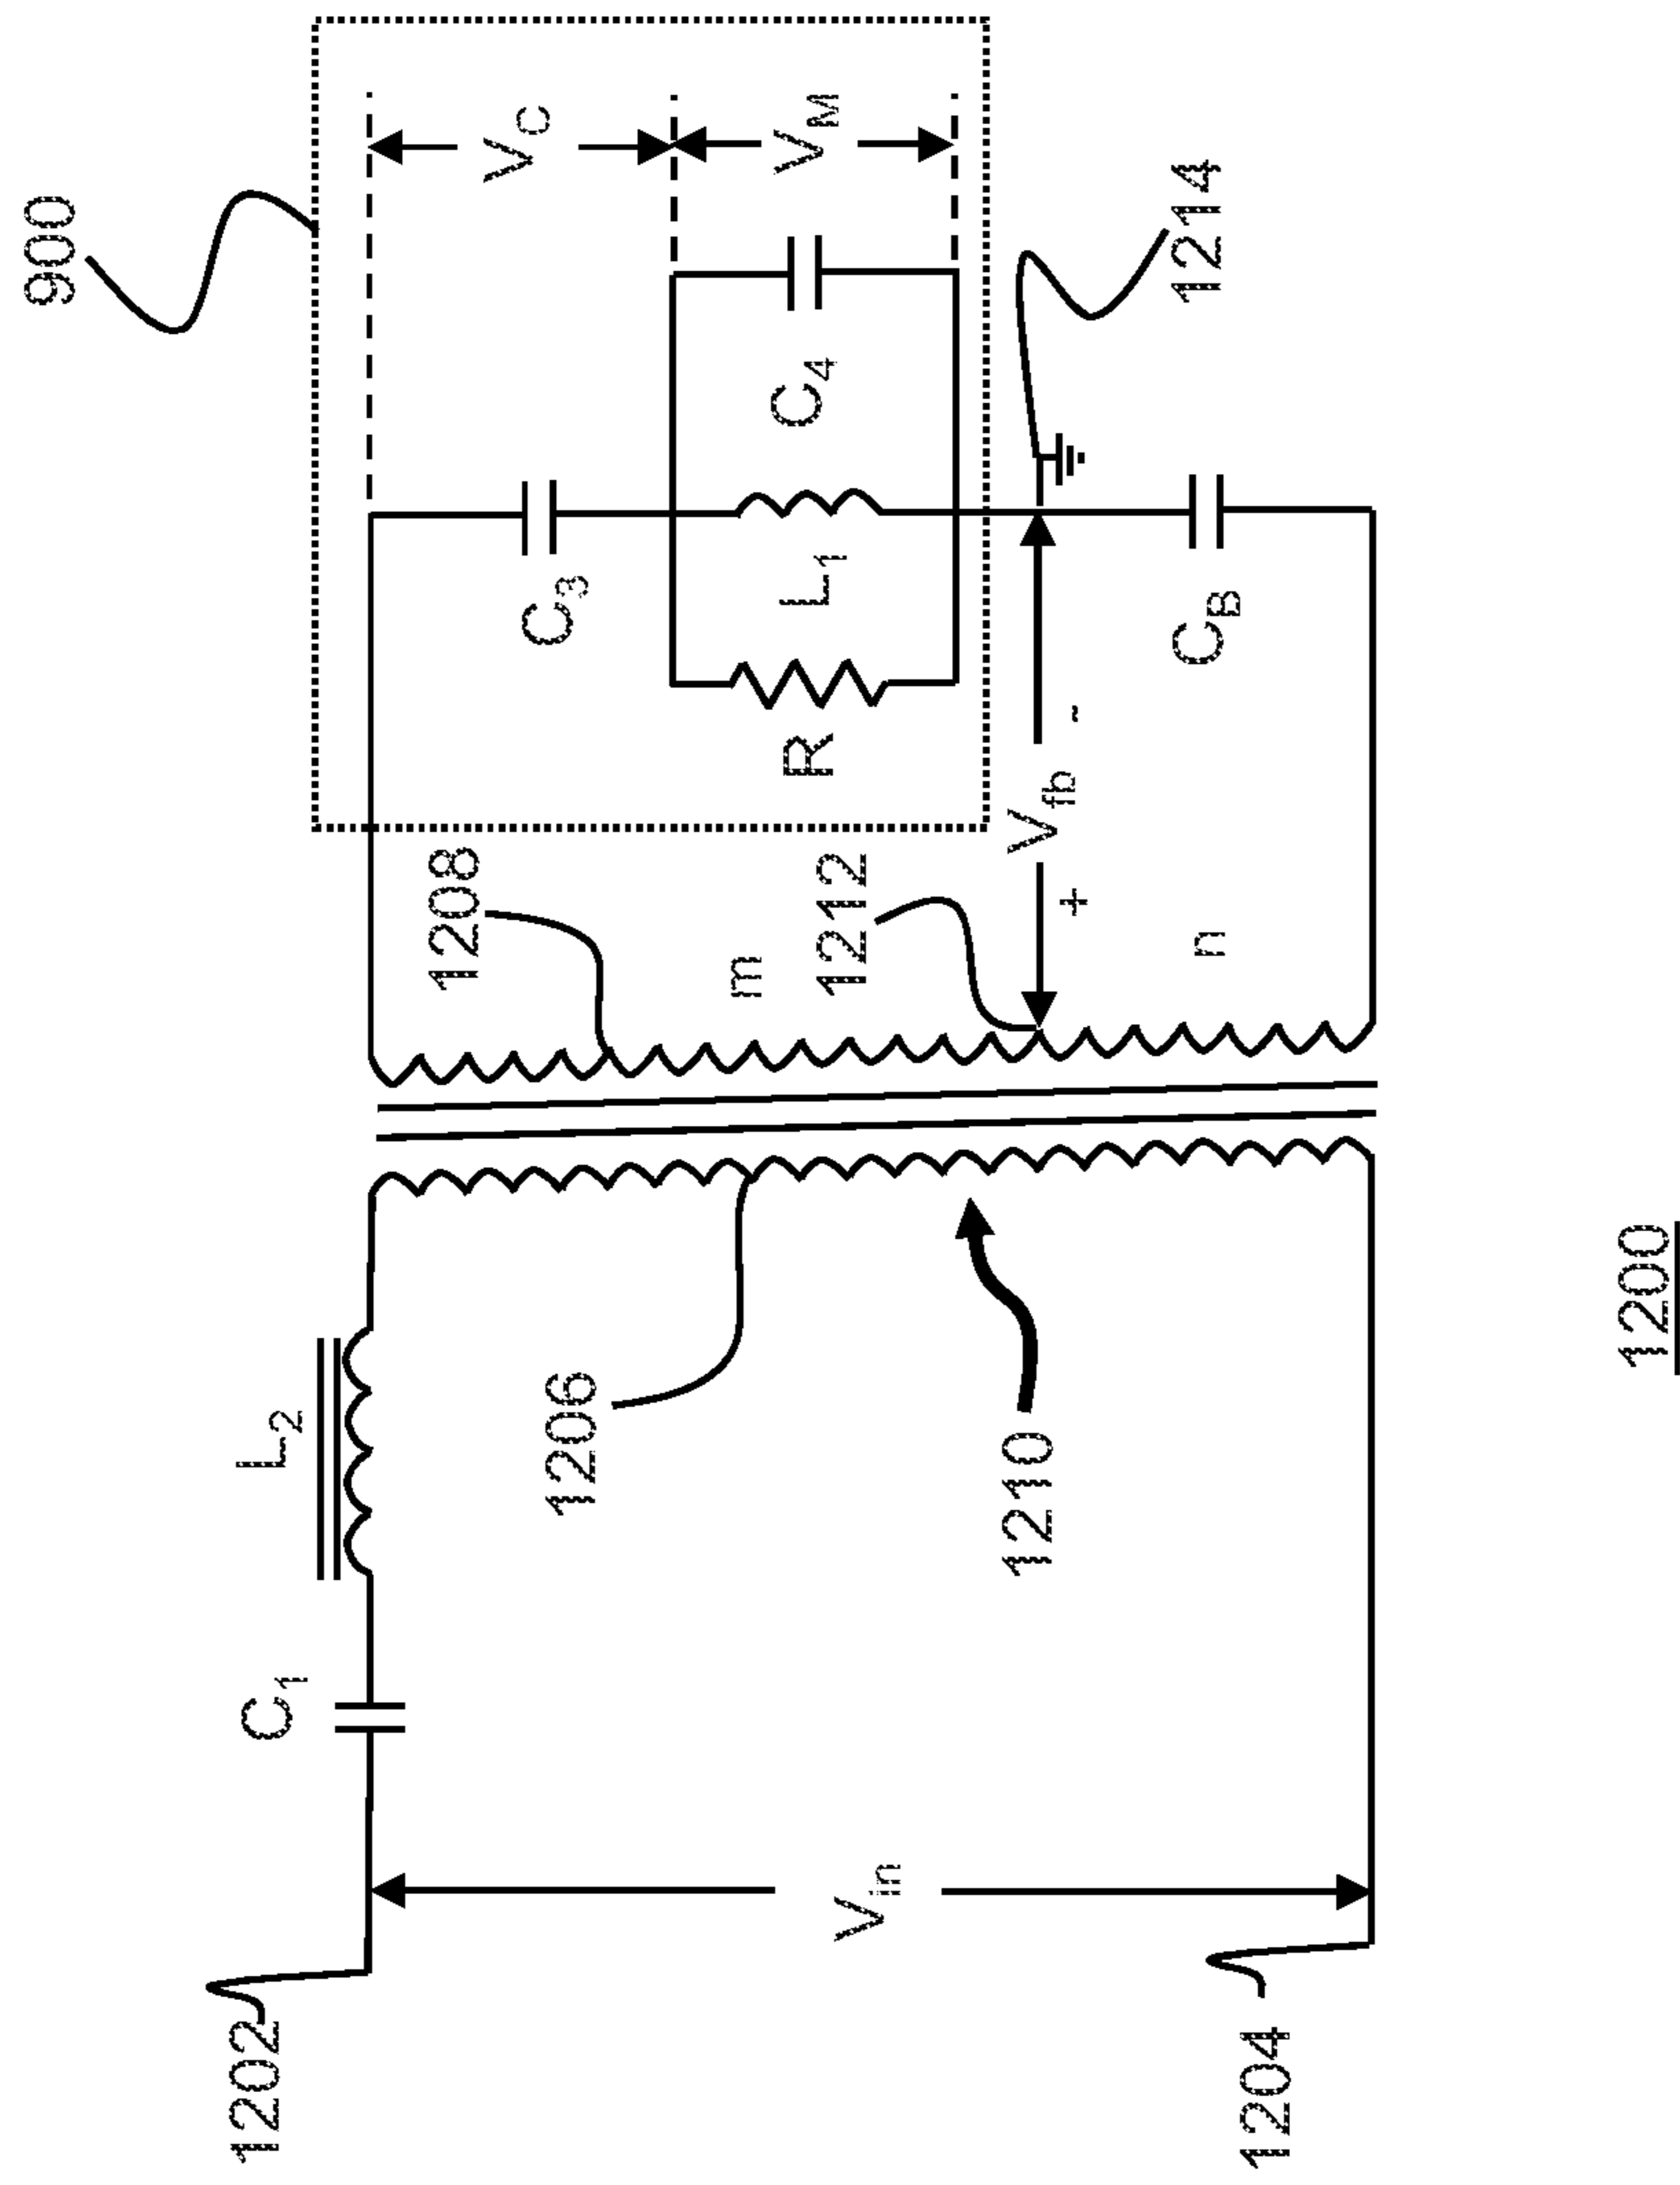 900
V_C
V_M
1214
C_3
C_4
L_1
R
C_B
V_fb
+ -
1208
m
1212
n
L_2
1206
1210
C_1
V_in
1202
1204
1200